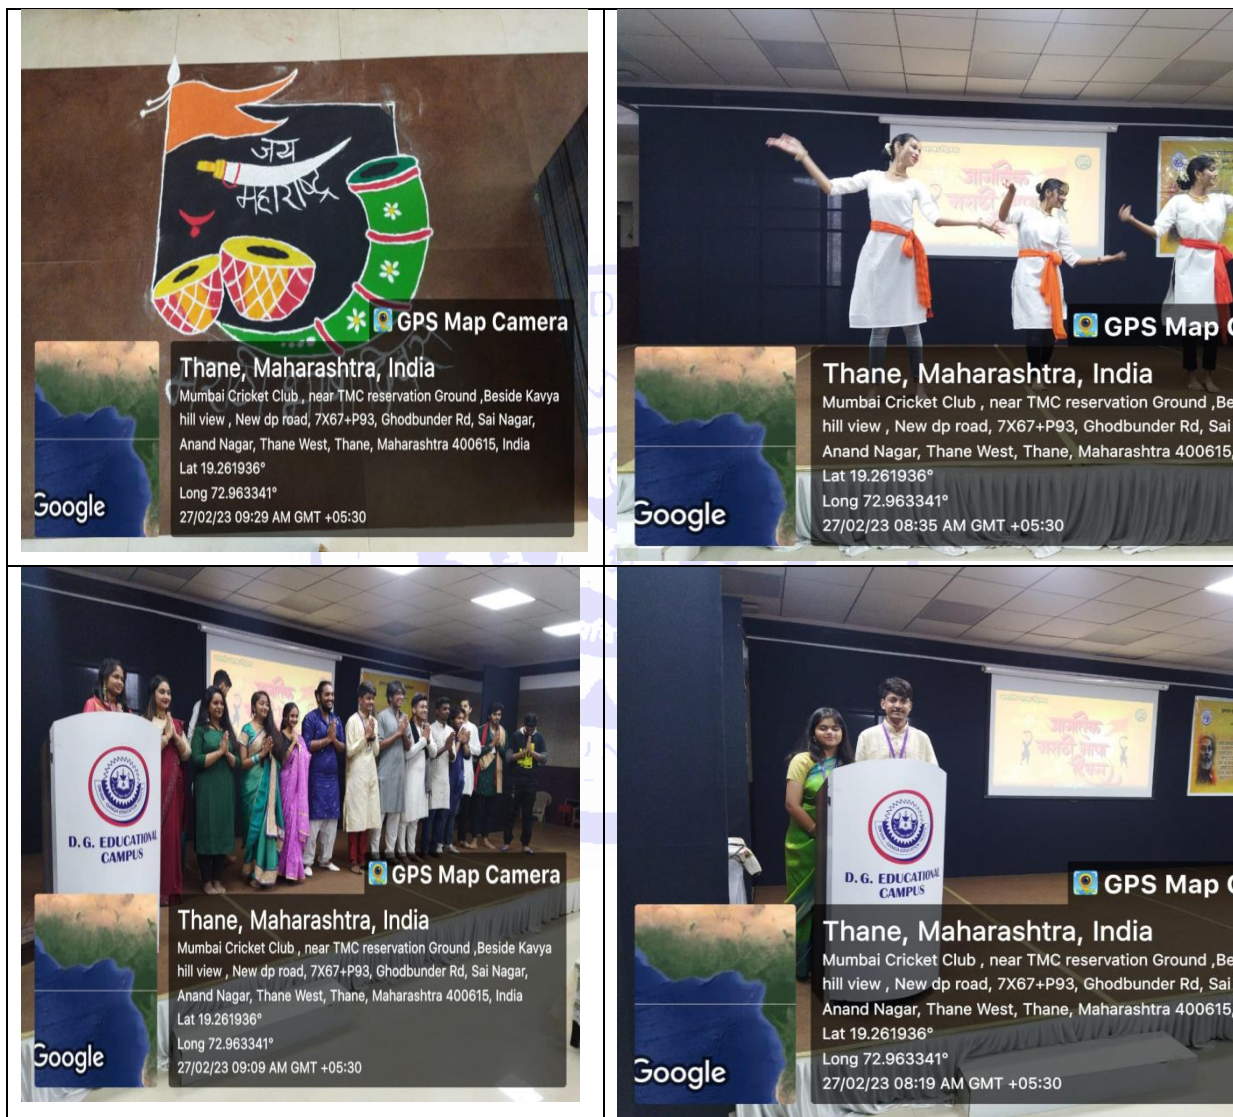 जय
महाराष्ट्र
GPS Map Camera
Thane, Maharashtra, India
Mumbai Cricket Club , near TMC reservation Ground ,Beside Kavya
hill view , New dp road, 7X67+P93, Ghodbunder Rd, Sai Nagar,
Anand Nagar, Thane West, Thane, Maharashtra 400615, India
Lat 19.261936°
Long 72.963341°
27/02/23 09:29 AM GMT +05:30
Google
जागतिक
मराठी भाषा
GPS Map C
Thane, Maharashtra, India
Mumbai Cricket Club , near TMC reservation Ground ,Be
hill view , New dp road, 7X67+P93, Ghodbunder Rd, Sai
Anand Nagar, Thane West, Thane, Maharashtra 400615,
Lat 19.261936°
Long 72.963341°
27/02/23 08:35 AM GMT +05:30
Google
जागतिक
मराठी
D. G. EDUCATIONAL
CAMPUS
GPS Map Camera
Thane, Maharashtra, India
Mumbai Cricket Club , near TMC reservation Ground ,Beside Kavya
hill view , New dp road, 7X67+P93, Ghodbunder Rd, Sai Nagar,
Anand Nagar, Thane West, Thane, Maharashtra 400615, India
Lat 19.261936°
Long 72.963341°
27/02/23 09:09 AM GMT +05:30
Google
जागतिक
मराठी भाषा
दिवस
D. G. EDUCATIONAL
CAMPUS
GPS Map C
Thane, Maharashtra, India
Mumbai Cricket Club , near TMC reservation Ground ,Be
hill view , New dp road, 7X67+P93, Ghodbunder Rd, Sai
Anand Nagar, Thane West, Thane, Maharashtra 400615,
Lat 19.261936°
Long 72.963341°
27/02/23 08:19 AM GMT +05:30
Google